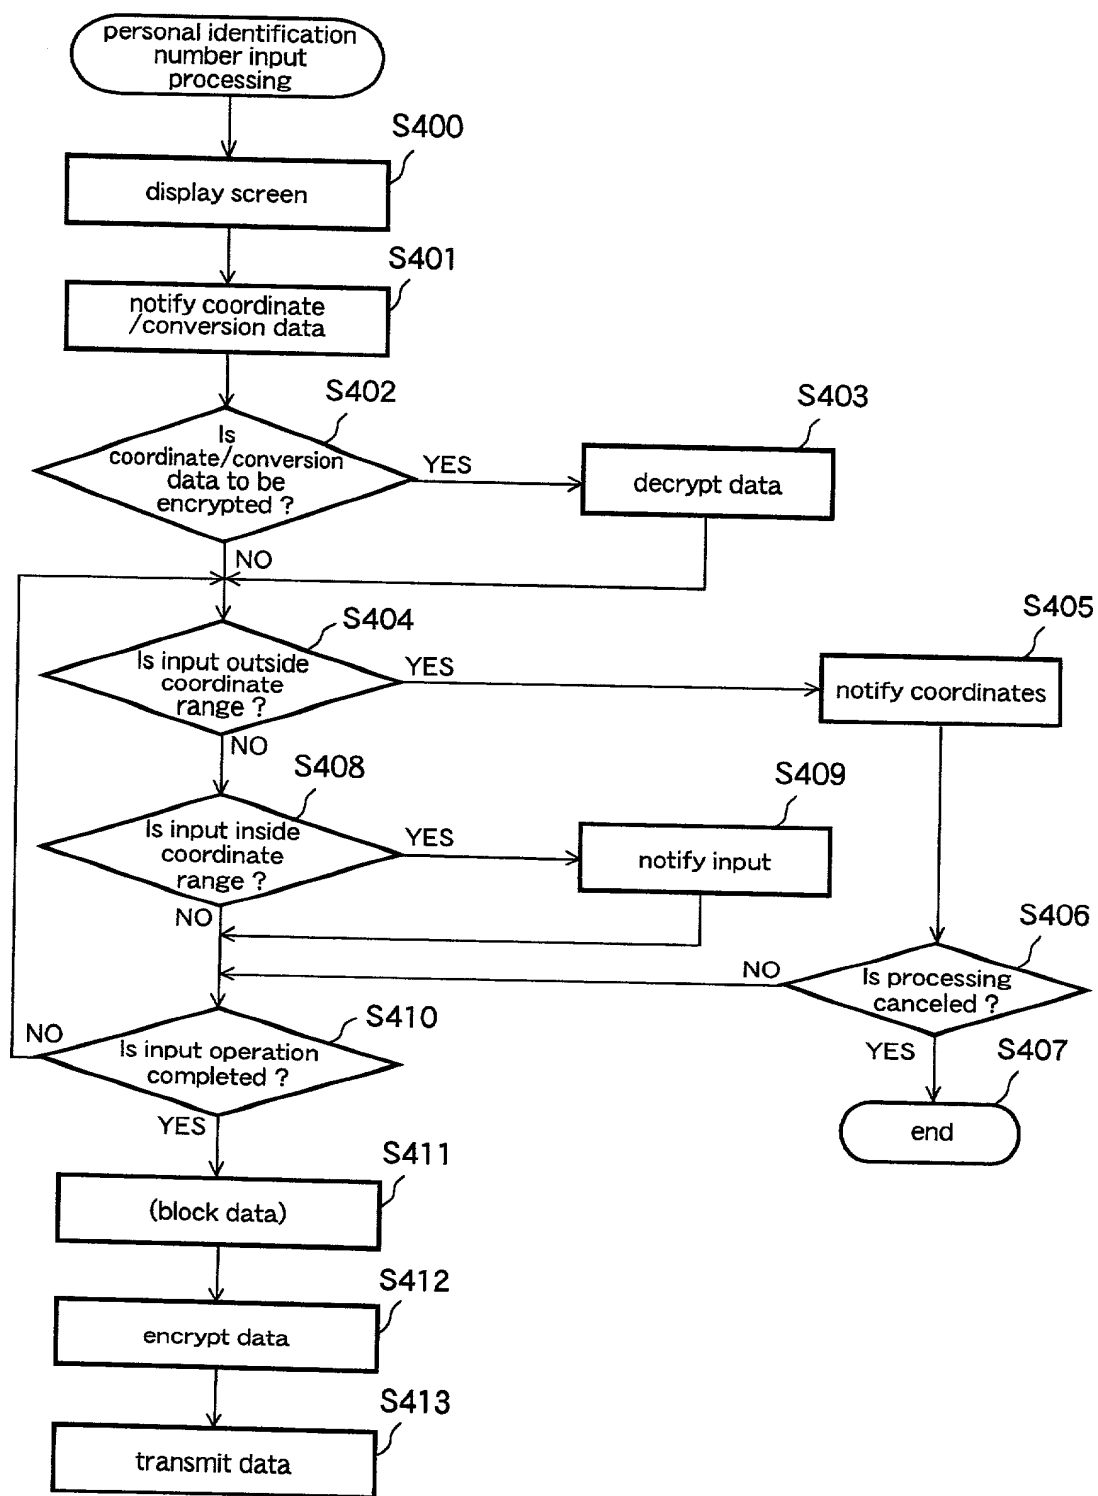 personal identification
number input
processing
S400
display screen
S401
notify coordinate
/conversion data
S402
Is
coordinate/conversion
data to be
encrypted ?
YES
S403
decrypt data
NO
S404
Is input outside
coordinate
range ?
YES
S405
notify coordinates
NO
S408
Is input inside
coordinate
range ?
YES
S409
notify input
NO
S406
Is processing
canceled ?
NO
YES
S407
end
S410
Is input operation
completed ?
NO
YES
S411
(block data)
S412
encrypt data
S413
transmit data